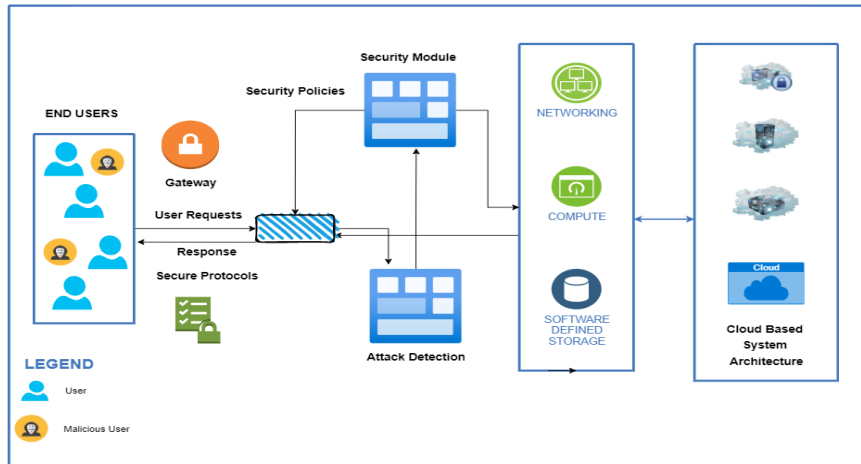 Security Module
Security Policies
END USERS
Gateway
User Requests
Response
Secure Protocols
Attack Detection
NETWORKING
COMPUTE
SOFTWARE
DEFINED
STORAGE
Cloud
Cloud Based
System
Architecture
LEGEND
User
Malicious User